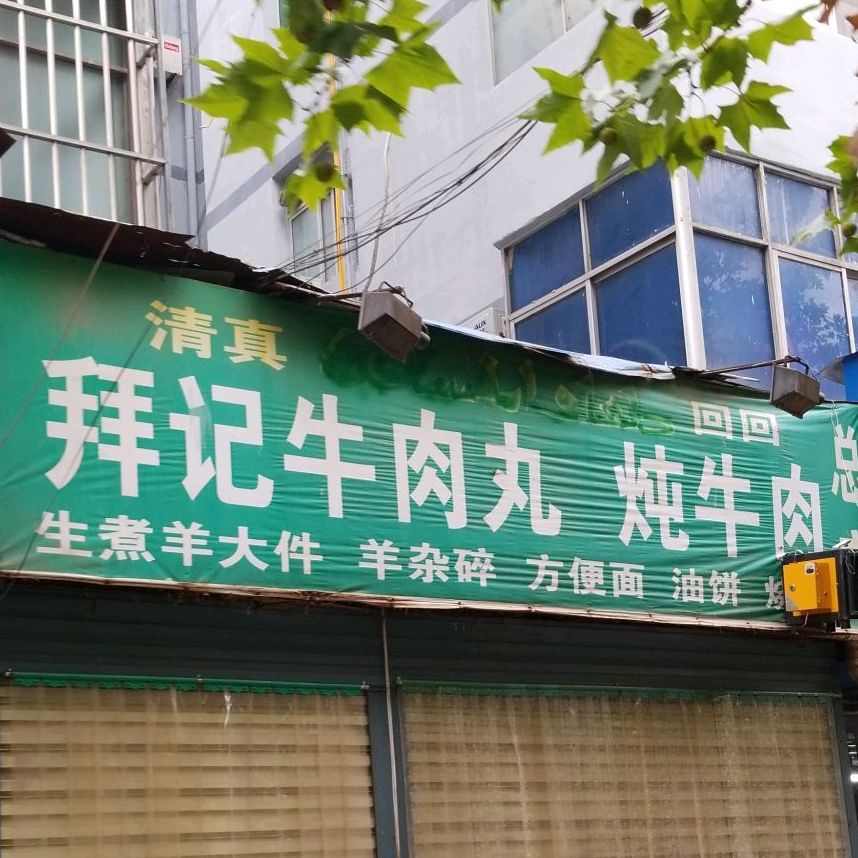 清真
拜记牛肉丸
回回
炖牛肉
总
生煮羊大件 羊杂碎 方便面 油饼